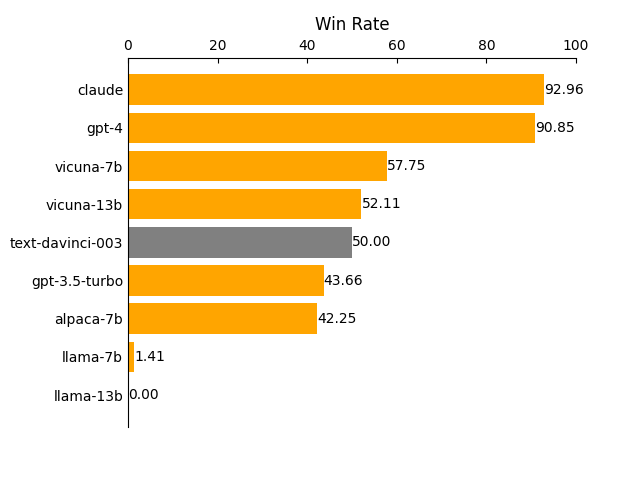 Win Rate
0 20 40 60 80 100
claude 92.96
gpt-4 90.85
vicuna-7b 57.75
vicuna-13b 52.11
text-davinci-003 50.00
gpt-3.5-turbo 43.66
alpaca-7b 42.25
llama-7b 1.41
llama-13b 0.00